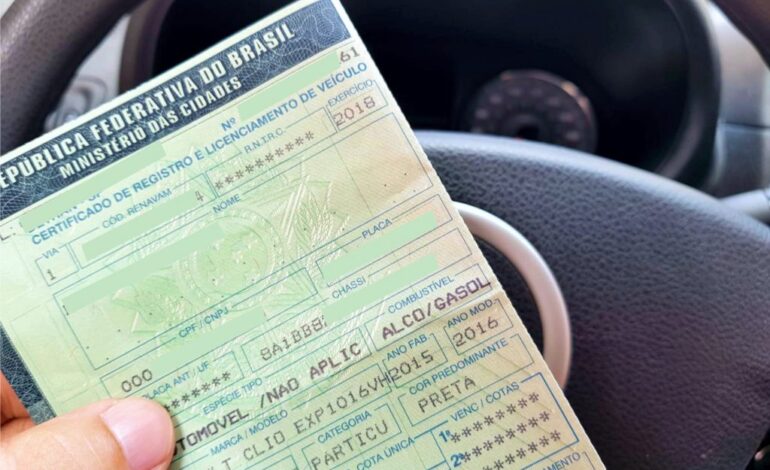 REPÚBLICA FEDERATIVA DO BRASIL
MINISTÉRIO DAS CIDADES
Nº 61
CERTIFICADO DE REGISTRO E LICENCIAMENTO DE VEÍCULO
VIA CÓD. RENAVAM R.N.T.R.C. EXERCÍCIO
1 4 ********* 2018
NOME
CPF / CNPJ PLACA
000
PLACA ANT / UF CHASSI
8A1BBB
ESPÉCIE TIPO COMBUSTÍVEL
AUTOMOVEL /NAO APLIC ALCO/GASOL
MARCA / MODELO ANO FAB ANO MOD
CLIO EXP1016VH 2015 2016
CATEGORIA COR PREDOMINANTE
PARTICU PRETA
COTA ÚNICA VENC / COTAS
1ª ********
2ª ********